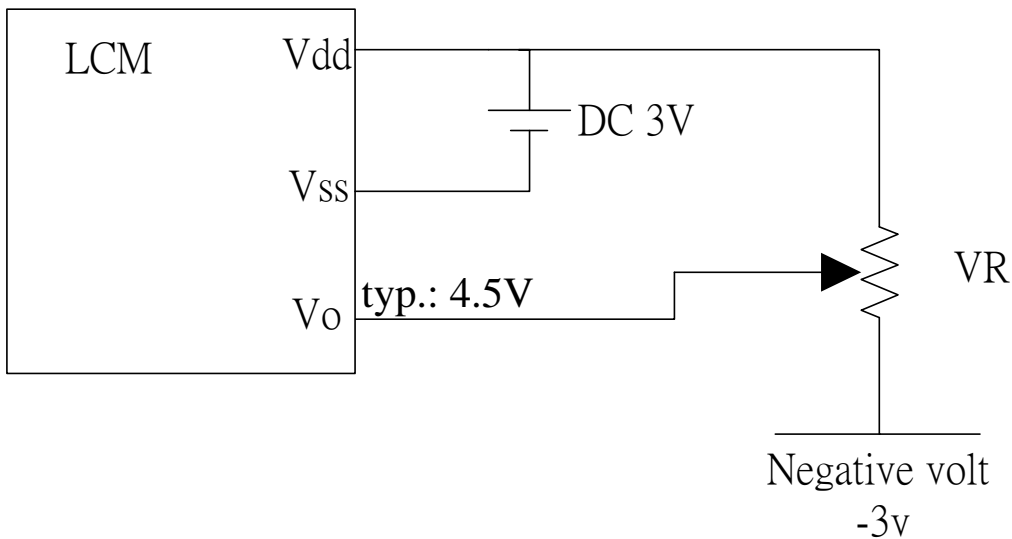 LCM
Vdd
DC 3V
Vss
Vo
typ.: 4.5V
VR
Negative volt
-3v